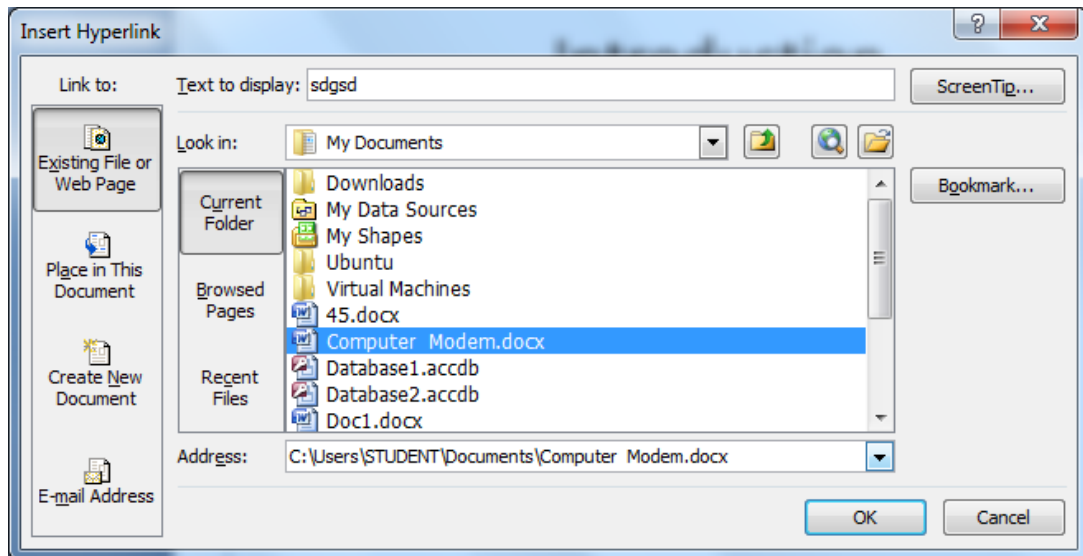 Insert Hyperlink
Introduction
Link to:
Text to display: sdgsd
ScreenTip...
Existing File or
Web Page
Look in: My Documents
Current
Folder
Downloads
My Data Sources
My Shapes
Ubuntu
Virtual Machines
45.docx
Computer Modem.docx
Database1.accdb
Database2.accdb
Doc1.docx
Bookmark...
Place in This
Document
Browsed
Pages
Create New
Document
Recent
Files
Address: C:\Users\STUDENT\Documents\Computer Modem.docx
E-mail Address
OK
Cancel